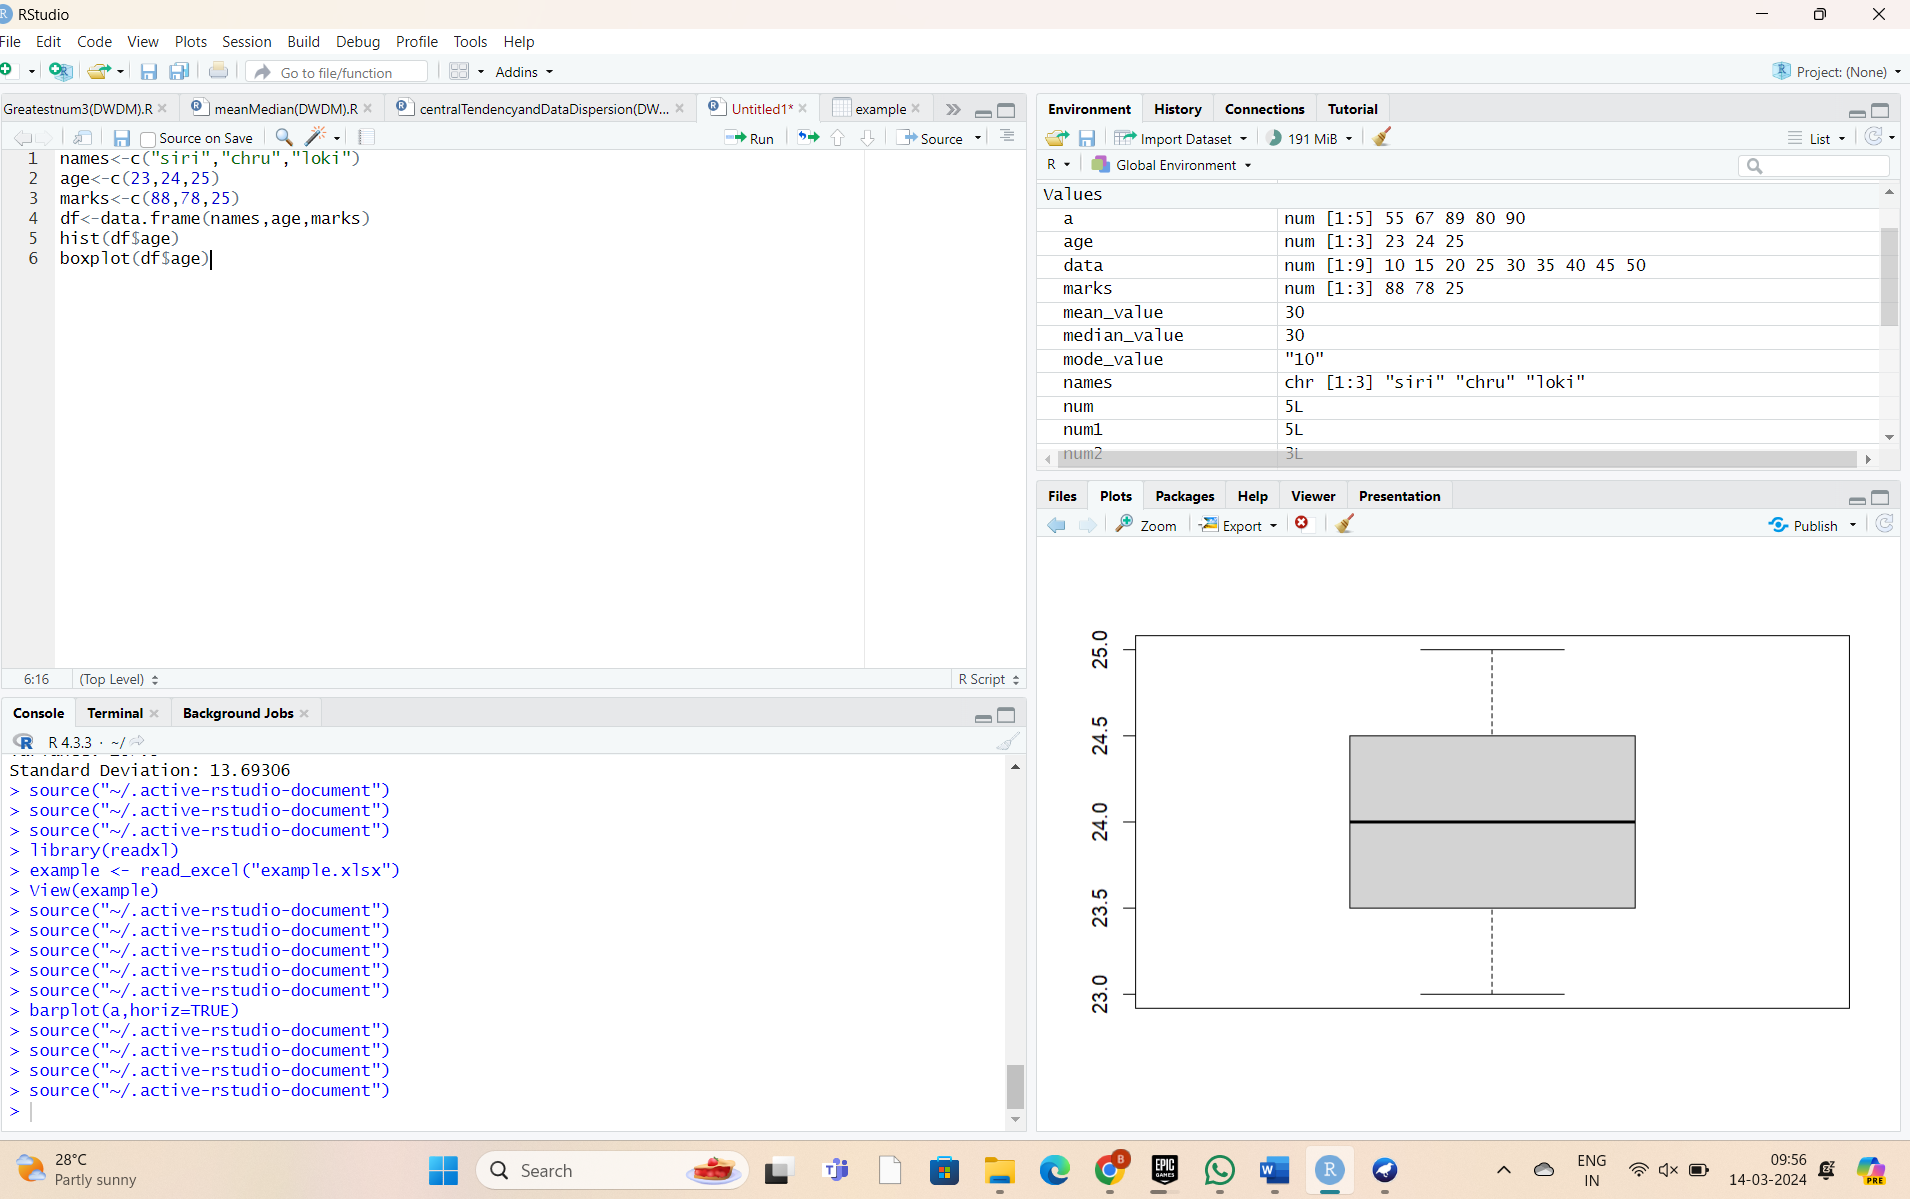 RStudio
File Edit Code View Plots Session Build Debug Profile Tools Help
Go to file/function Addins Project: (None)
Greatestnum3(DWDM).R meanMedian(DWDM).R centralTendencyandDataDispersion(DW... Untitled1* example
Source on Save Run Source
1 names<-c("siri","chru","loki")
2 age<-c(23,24,25)
3 marks<-c(88,78,25)
4 df<-data.frame(names,age,marks)
5 hist(df$age)
6 boxplot(df$age)
6:16 (Top Level) R Script
Console Terminal Background Jobs
R 4.3.3 · ~/
Standard Deviation: 13.69306
> source("~/.active-rstudio-document")
> source("~/.active-rstudio-document")
> source("~/.active-rstudio-document")
> library(readxl)
> example <- read_excel("example.xlsx")
> View(example)
> source("~/.active-rstudio-document")
> source("~/.active-rstudio-document")
> source("~/.active-rstudio-document")
> source("~/.active-rstudio-document")
> source("~/.active-rstudio-document")
> barplot(a,horiz=TRUE)
> source("~/.active-rstudio-document")
> source("~/.active-rstudio-document")
> source("~/.active-rstudio-document")
> source("~/.active-rstudio-document")
>
Environment History Connections Tutorial
Import Dataset 191 MiB List
R Global Environment
Values
a num [1:5] 55 67 89 80 90
age num [1:3] 23 24 25
data num [1:9] 10 15 20 25 30 35 40 45 50
marks num [1:3] 88 78 25
mean_value 30
median_value 30
mode_value "10"
names chr [1:3] "siri" "chru" "loki"
num 5L
num1 5L
num2 3L
Files Plots Packages Help Viewer Presentation
Zoom Export Publish
25.0
24.5
24.0
23.5
23.0
28°C
Partly sunny
Search
ENG
IN
09:56
14-03-2024